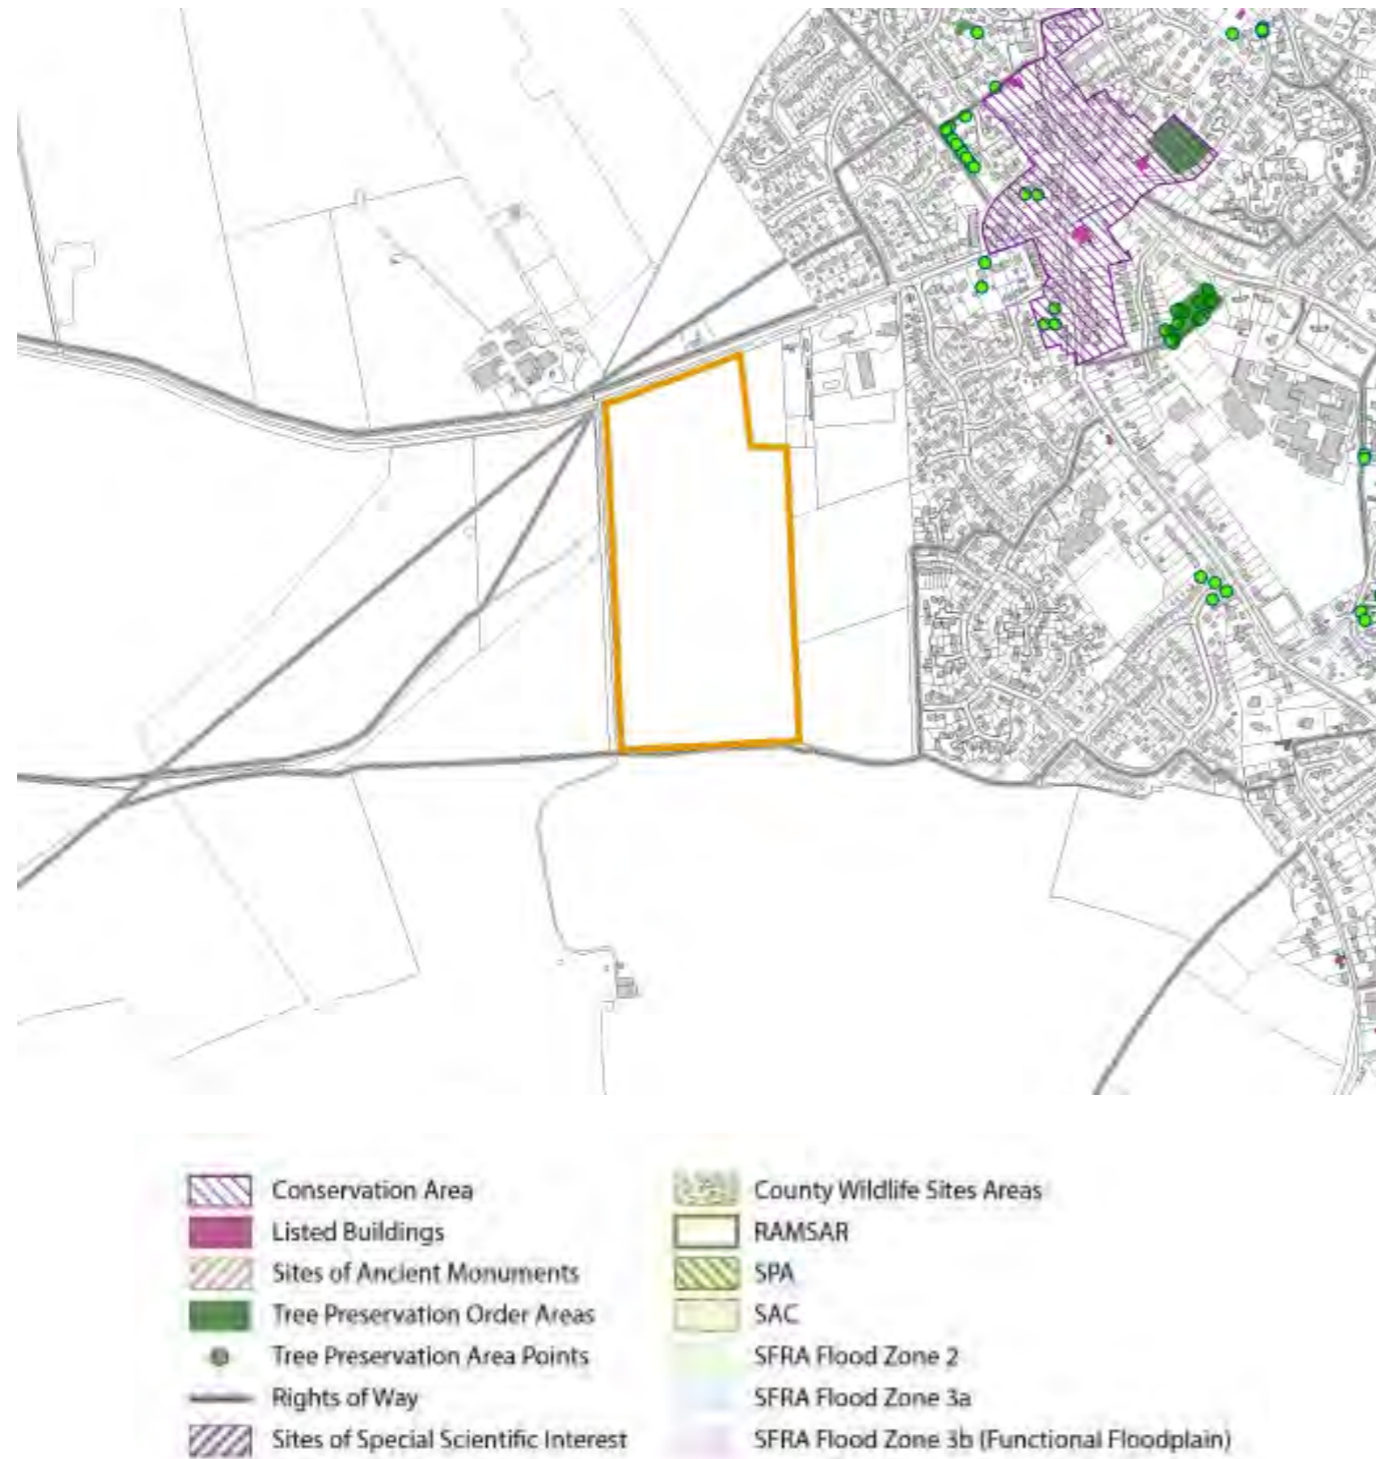 Conservation Area
Listed Buildings
Sites of Ancient Monuments
Tree Preservation Order Areas
Tree Preservation Area Points
Rights of Way
Sites of Special Scientific Interest
County Wildlife Sites Areas
RAMSAR
SPA
SAC
SFRA Flood Zone 2
SFRA Flood Zone 3a
SFRA Flood Zone 3b (Functional Floodplain)